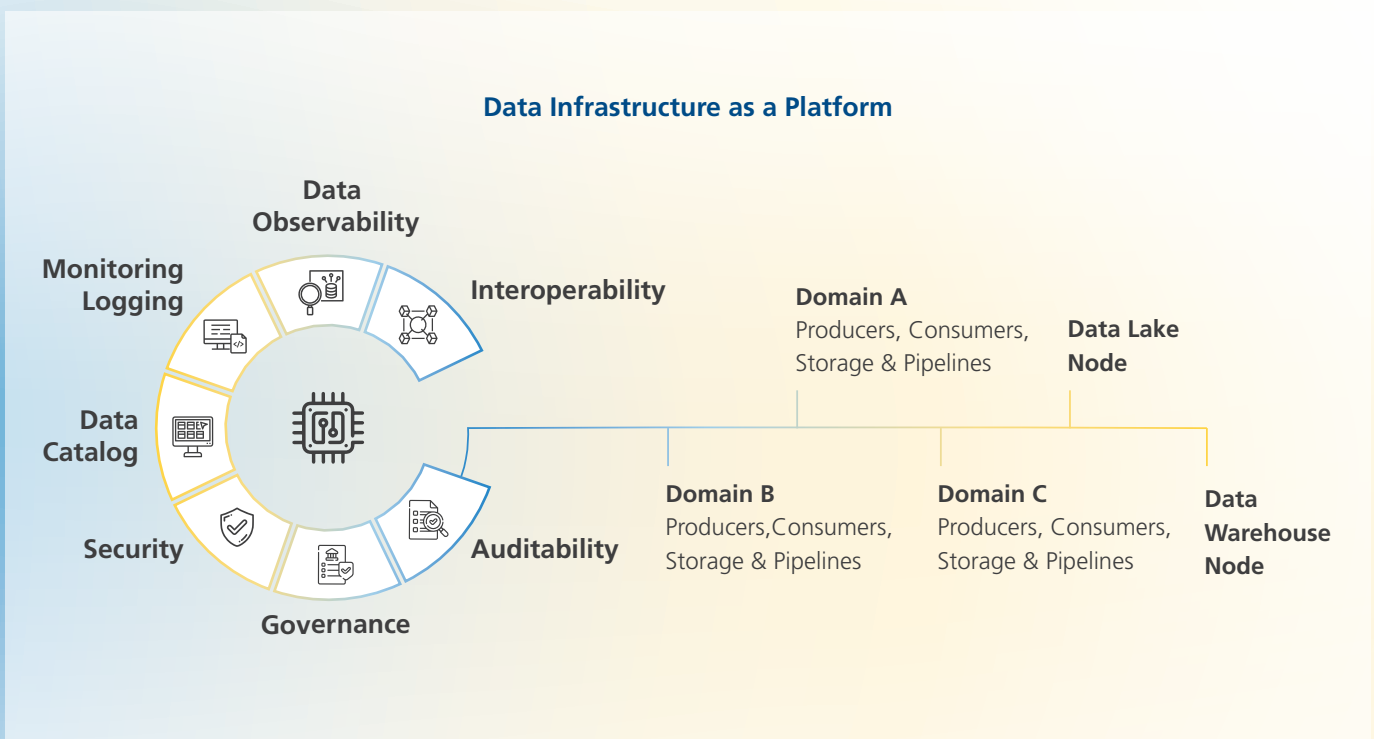 Data Infrastructure as a Platform
Data
Observability
Monitoring
Logging
Interoperability
Data
Catalog
Security
Governance
Auditability
Domain A
Producers, Consumers,
Storage & Pipelines
Data Lake
Node
Domain B
Producers,Consumers,
Storage & Pipelines
Domain C
Producers, Consumers,
Storage & Pipelines
Data
Warehouse
Node